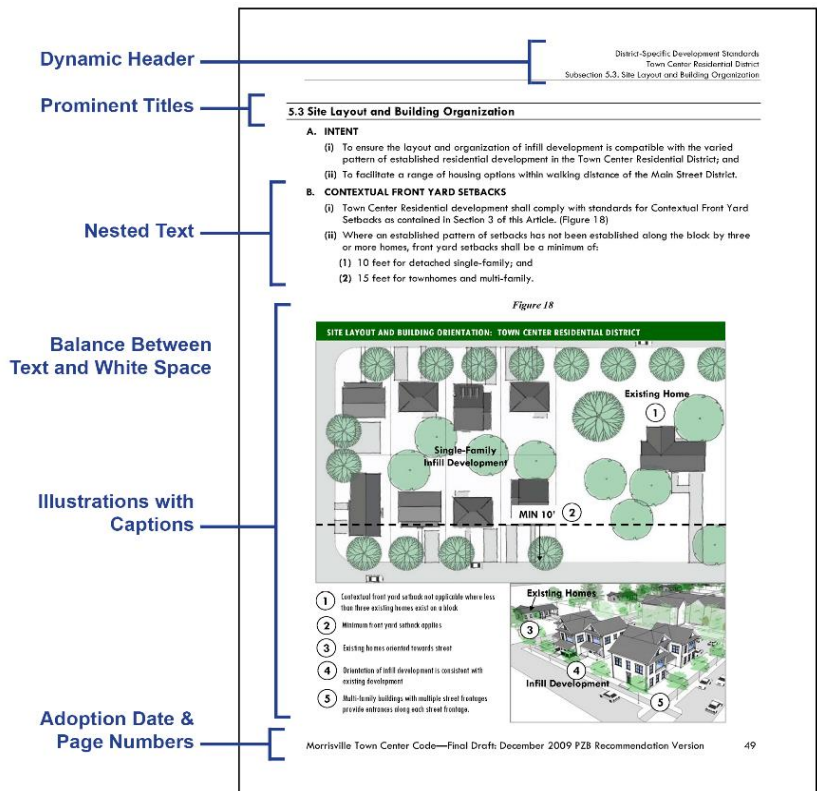 Dynamic Header
Prominent Titles
Nested Text
Balance Between
Text and White Space
Illustrations with
Captions
Adoption Date &
Page Numbers
District-Specific Development Standards
Town Center Residential District
Subsection 5.3. Site Layout and Building Organization
5.3 Site Layout and Building Organization
A. INTENT
(i) To ensure the layout and organization of infill development is compatible with the varied
pattern of established residential development in the Town Center Residential District; and
(ii) To facilitate a range of housing options within walking distance of the Main Street District.
B. CONTEXTUAL FRONT YARD SETBACKS
(i) Town Center Residential development shall comply with standards for Contextual Front Yard
Setbacks as contained in Section 3 of this Article. (Figure 18)
(ii) Where an established pattern of setbacks has not been established along the block by three
or more homes, front yard setbacks shall be a minimum of:
(1) 10 feet for detached single-family; and
(2) 15 feet for townhomes and multi-family.
Figure 18
SITE LAYOUT AND BUILDING ORIENTATION: TOWN CENTER RESIDENTIAL DISTRICT
Existing Home
1
Single-Family
Infill Development
MIN 10' 2
1 Contextual front yard setback not applicable where less
than three existing homes exist on a block
2 Minimum front yard setback applies
3 Existing homes oriented towards street
4 Orientation of infill development is consistent with
existing development
5 Multi-family buildings with multiple street frontages
provide entrances along each street frontage.
Existing Homes
3
4
Infill Development
5
Morrisville Town Center Code—Final Draft: December 2009 PZB Recommendation Version 49